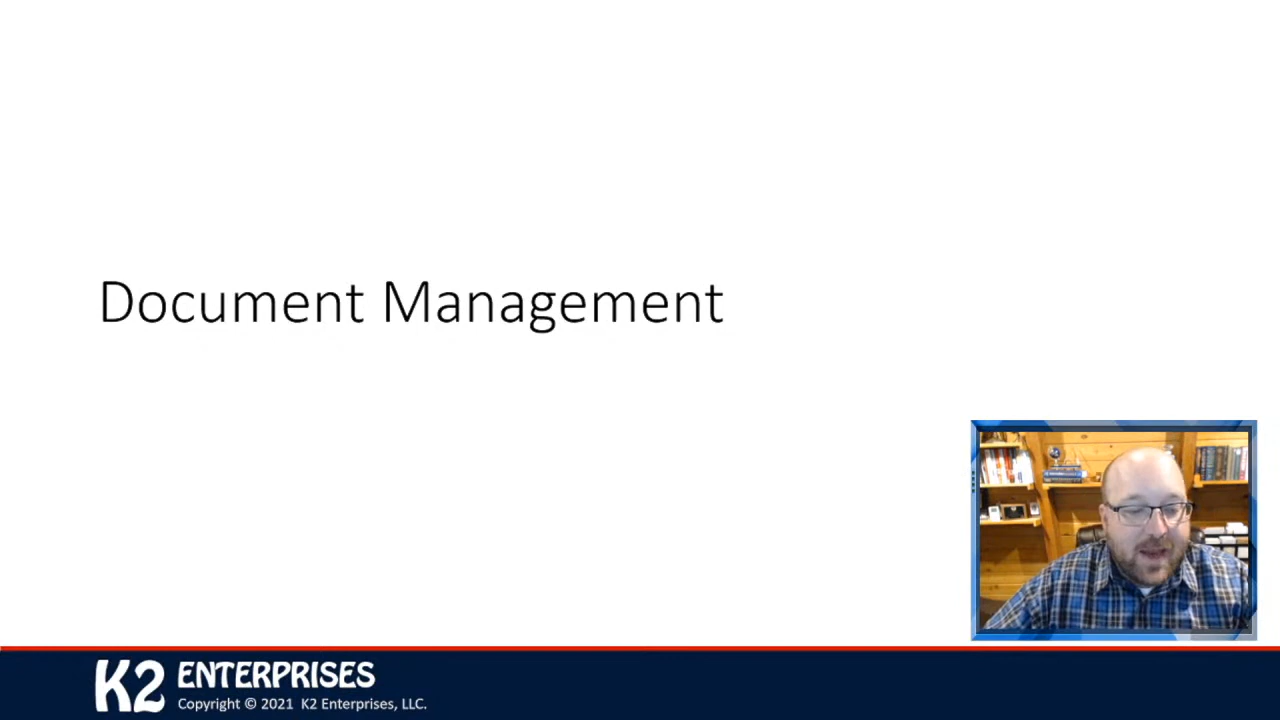 Document Management
K2 ENTERPRISES
Copyright © 2021 K2 Enterprises, LLC.